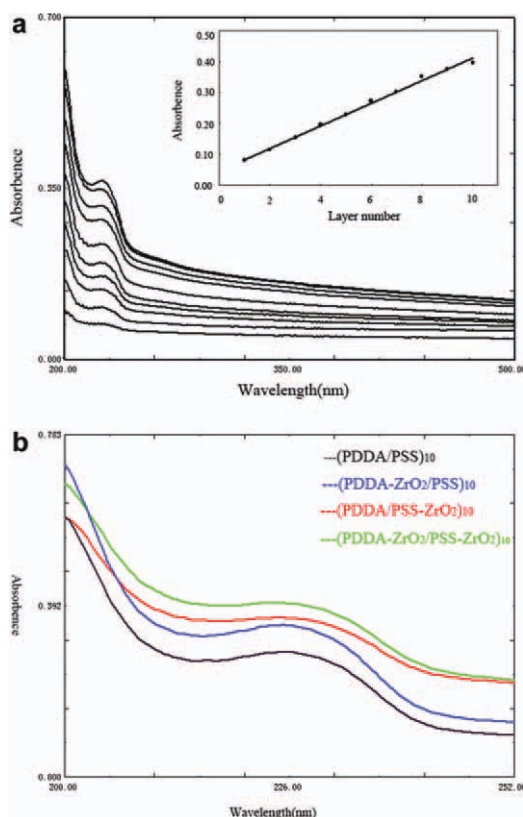 a
0.700
0.350
0.000
Absorbence
200.00
350.00
500.00
Wavelength(nm)
0.50
0.40
0.30
0.20
0.10
0.00
Absorbence
0
2
4
6
8
10
Layer number
b
0.783
0.392
0.000
Absorbence
200.00
226.00
252.00
Wavelength(nm)
---(PDDA/PSS)10
---(PDDA-ZrO2/PSS)10
---(PDDA/PSS-ZrO2)10
---(PDDA-ZrO2/PSS-ZrO2)10